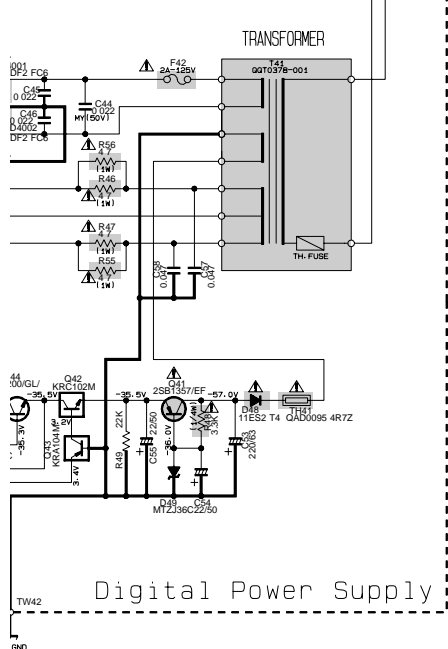 TRANSFORMER
F42
2A-125V
T41
QQT0378-001
DF2 FC6
C45
0.022
C44
0.022
MY(50V)
C46
0.022
D4002
DF2 FC6
R56
4.7
(1W)
R46
4.7
(1W)
R47
4.7
(1W)
R55
4.7
(1W)
C58
0.047
C57
0.047
TH.FUSE
Q42
KRC102M
-35.5V
-35.5V
Q41
2SB1357/EF
-57.0V
D48
11ES2 T4
TH41
QAD0095 4R7Z
-35.3V
Q43
KRA104M
3.4V
22K
R49
22/50
C55
-36.0V
(1/4W)
3.3K
C53
220/63
D49
MTZJ36C
C54
22/50
Digital Power Supply
TW42
GND